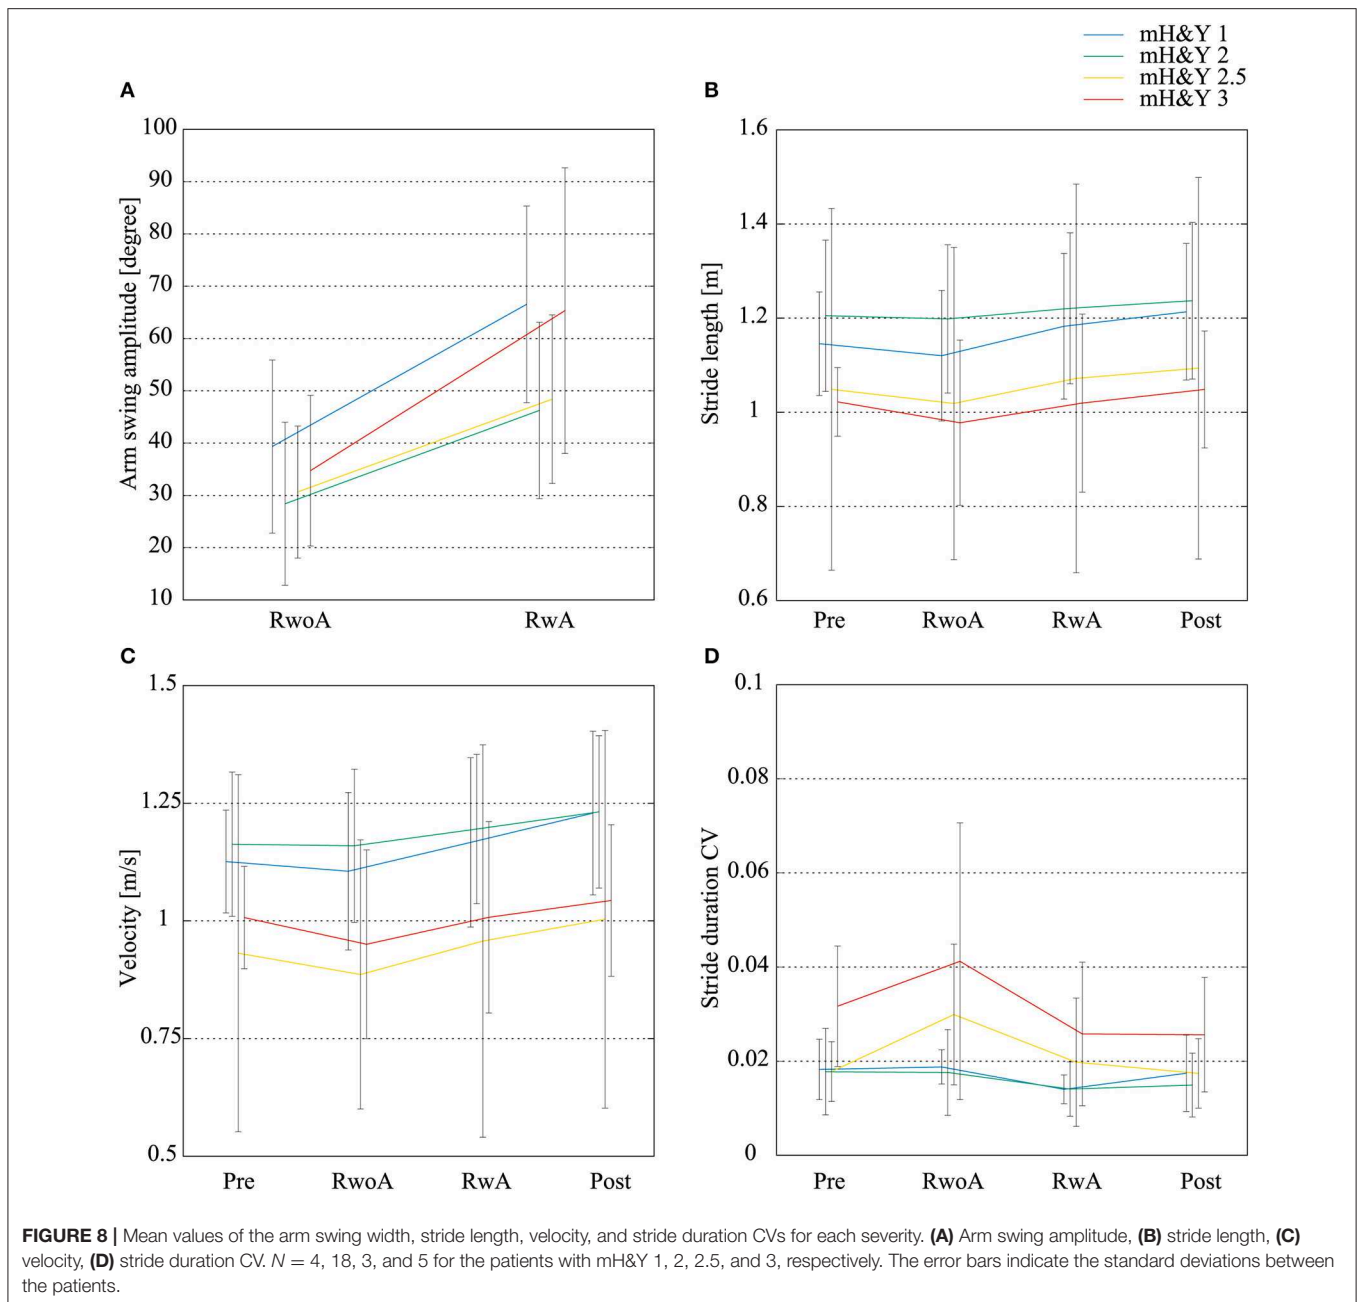 mH&Y 1
mH&Y 2
mH&Y 2.5
mH&Y 3
A
100
90
80
70
60
50
40
30
20
10
Arm swing amplitude [degree]
RwoA RwA
B
1.6
1.4
1.2
1
0.8
0.6
Stride length [m]
Pre RwoA RwA Post
C
1.5
1.25
1
0.75
0.5
Velocity [m/s]
Pre RwoA RwA Post
D
0.1
0.08
0.06
0.04
0.02
0
Stride duration CV
Pre RwoA RwA Post
FIGURE 8 | Mean values of the arm swing width, stride length, velocity, and stride duration CVs for each severity. (A) Arm swing amplitude, (B) stride length, (C)
velocity, (D) stride duration CV. N = 4, 18, 3, and 5 for the patients with mH&Y 1, 2, 2.5, and 3, respectively. The error bars indicate the standard deviations between
the patients.